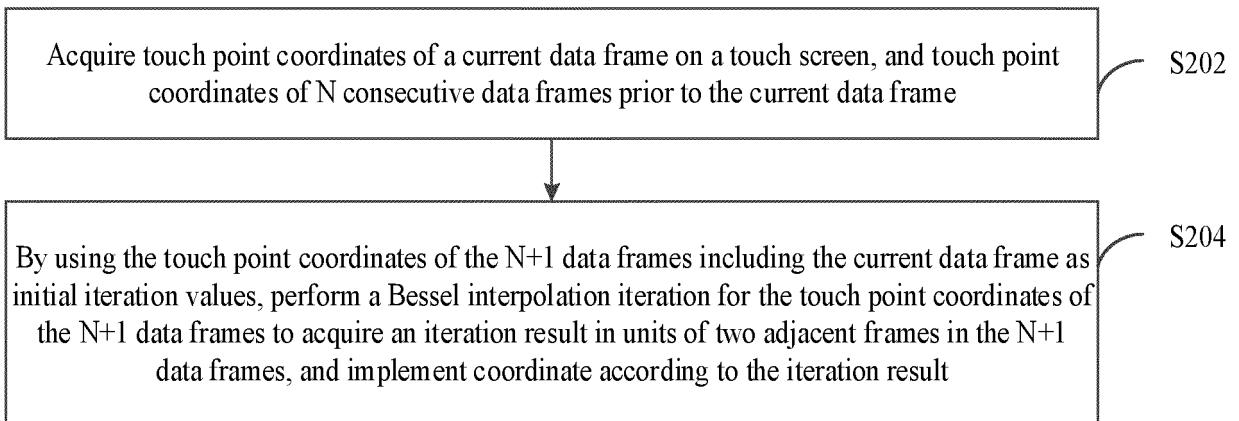 Acquire touch point coordinates of a current data frame on a touch screen, and touch point
coordinates of N consecutive data frames prior to the current data frame
S202
By using the touch point coordinates of the N+1 data frames including the current data frame as
initial iteration values, perform a Bessel interpolation iteration for the touch point coordinates of
the N+1 data frames to acquire an iteration result in units of two adjacent frames in the N+1
data frames, and implement coordinate according to the iteration result
S204